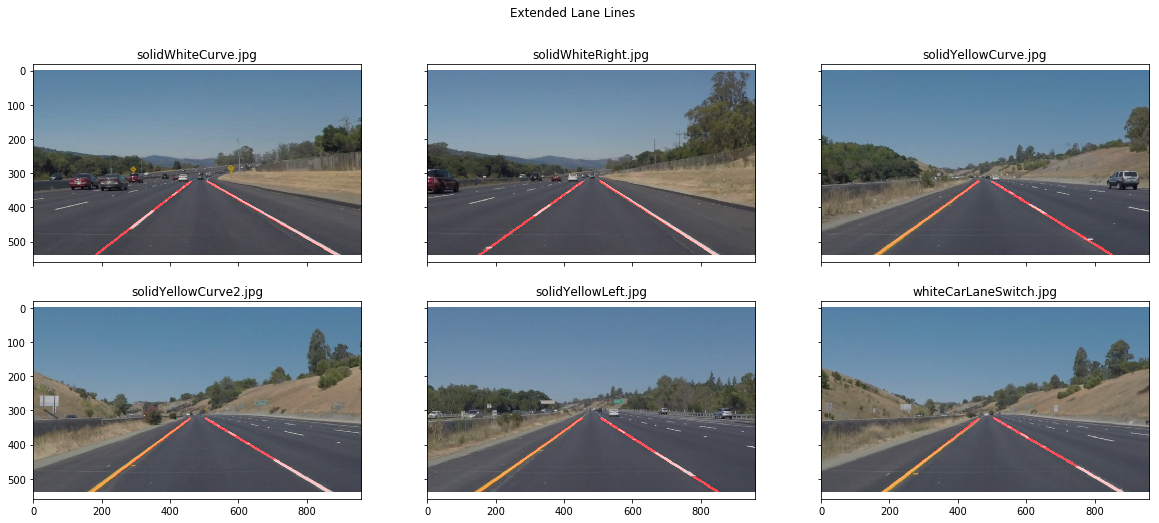 Extended Lane Lines
solidWhiteCurve.jpg
solidWhiteRight.jpg
solidYellowCurve.jpg
0
100
200
300
400
500
solidYellowCurve2.jpg
solidYellowLeft.jpg
whiteCarLaneSwitch.jpg
0
100
200
300
400
500
0 200 400 600 800
0 200 400 600 800
0 200 400 600 800